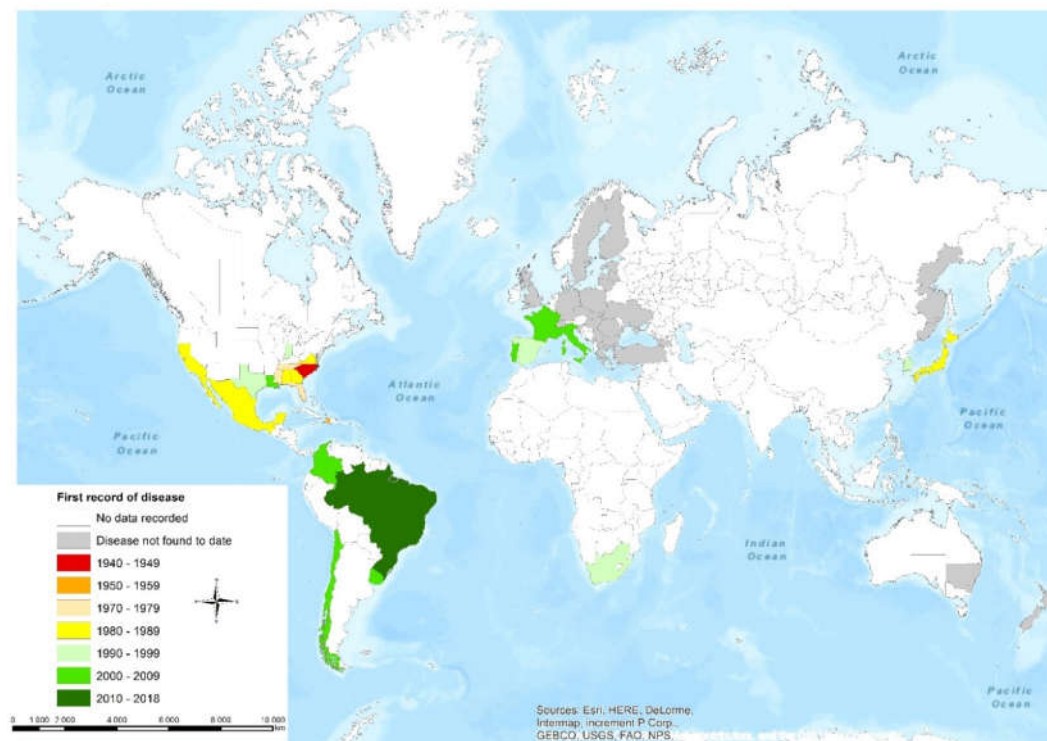 Arctic
Ocean
Arctic
Ocean
Atlantic
Ocean
Pacific
Ocean
Pacific
Ocean
Indian
Ocean
Pacific
Ocean
First record of disease
No data recorded
Disease not found to date
1940 - 1949
1950 - 1959
1970 - 1979
1980 - 1989
1990 - 1999
2000 - 2009
2010 - 2018
0 1 000 2 000 4 000 6 000 8 000 10 000
km
Sources: Esri, HERE, DeLorme,
Intermap, increment P Corp.,
GEBCO, USGS, FAO, NPS,